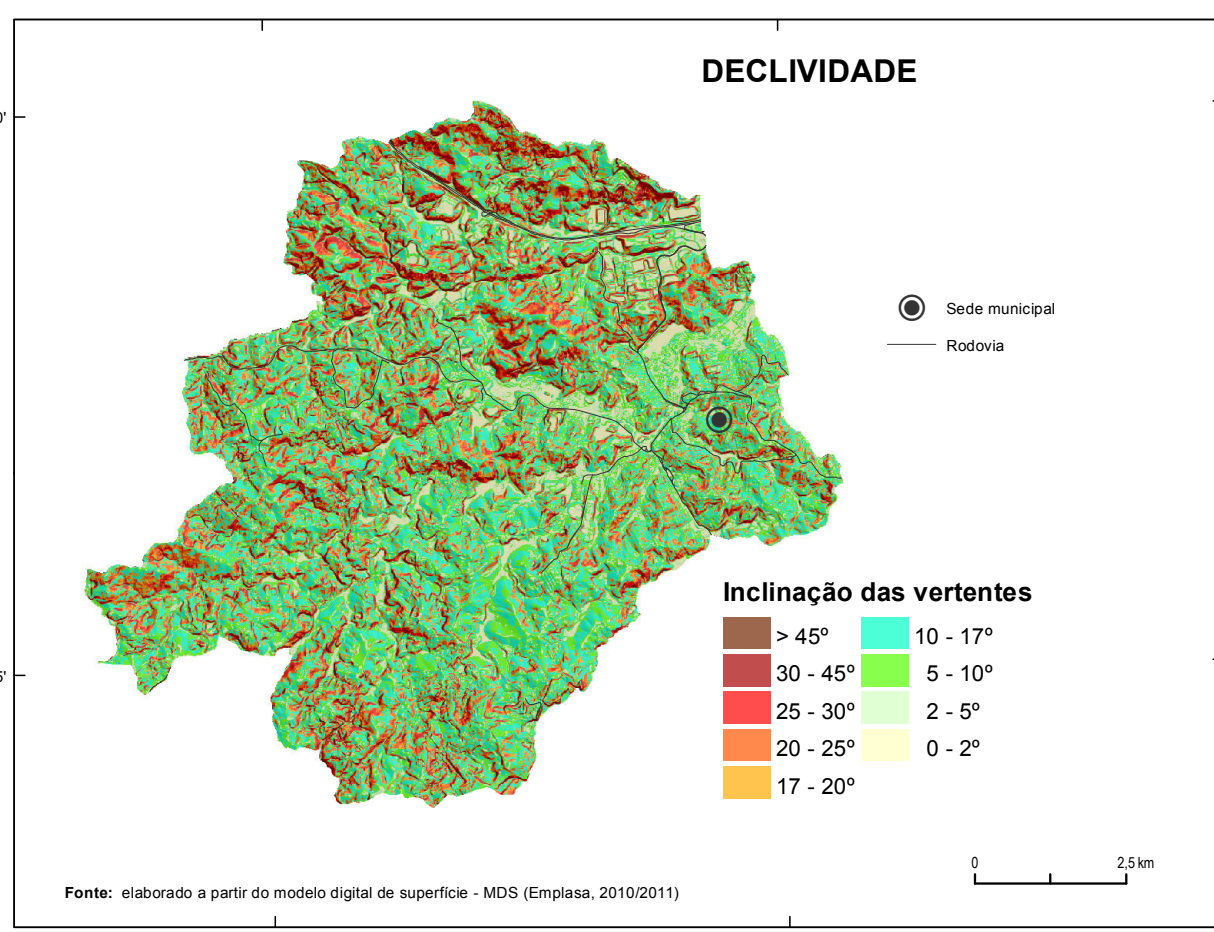 DECLIVIDADE
0'
Sede municipal
Rodovia
5'
Inclinação das vertentes
> 45º
10 - 17º
30 - 45º
5 - 10º
25 - 30º
2 - 5º
20 - 25º
0 - 2º
17 - 20º
0
2,5 km
Fonte: elaborado a partir do modelo digital de superfície - MDS (Emplasa, 2010/2011)